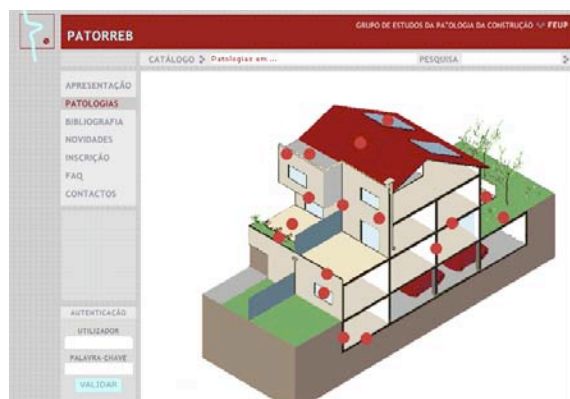 GRUPO DE ESTUDOS DA PATOLOGIA DA CONSTRUÇÃO FEUP
PATORREB
CATÁLOGO Patologias em ... PESQUISA
APRESENTAÇÃO
PATOLOGIAS
BIBLIOGRAFIA
NOVIDADES
INSCRIÇÃO
FAQ
CONTACTOS
AUTENTICAÇÃO
UTILIZADOR
PALAVRA-CHAVE
VALIDAR